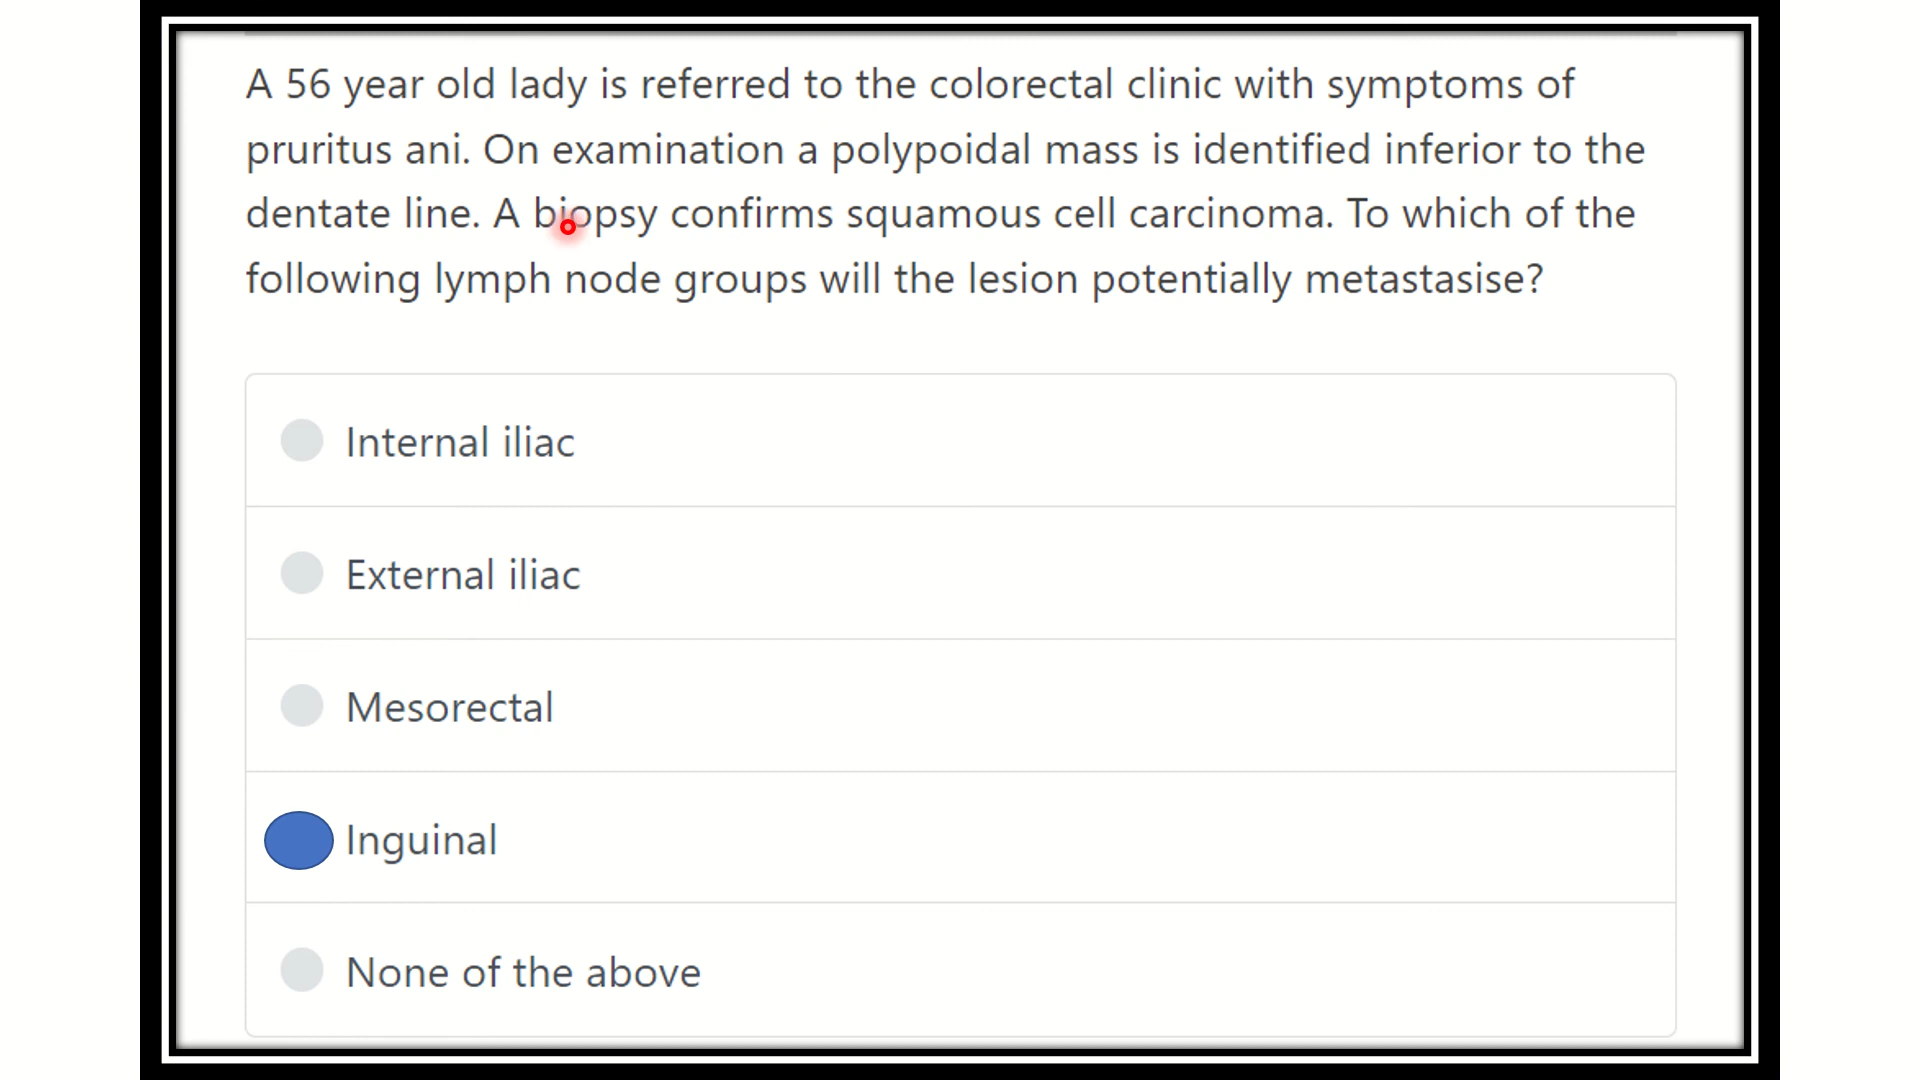 A 56 year old lady is referred to the colorectal clinic with symptoms of
pruritus ani. On examination a polypoidal mass is identified inferior to the
dentate line. A biopsy confirms squamous cell carcinoma. To which of the
following lymph node groups will the lesion potentially metastasise?
Internal iliac
External iliac
Mesorectal
Inguinal
None of the above